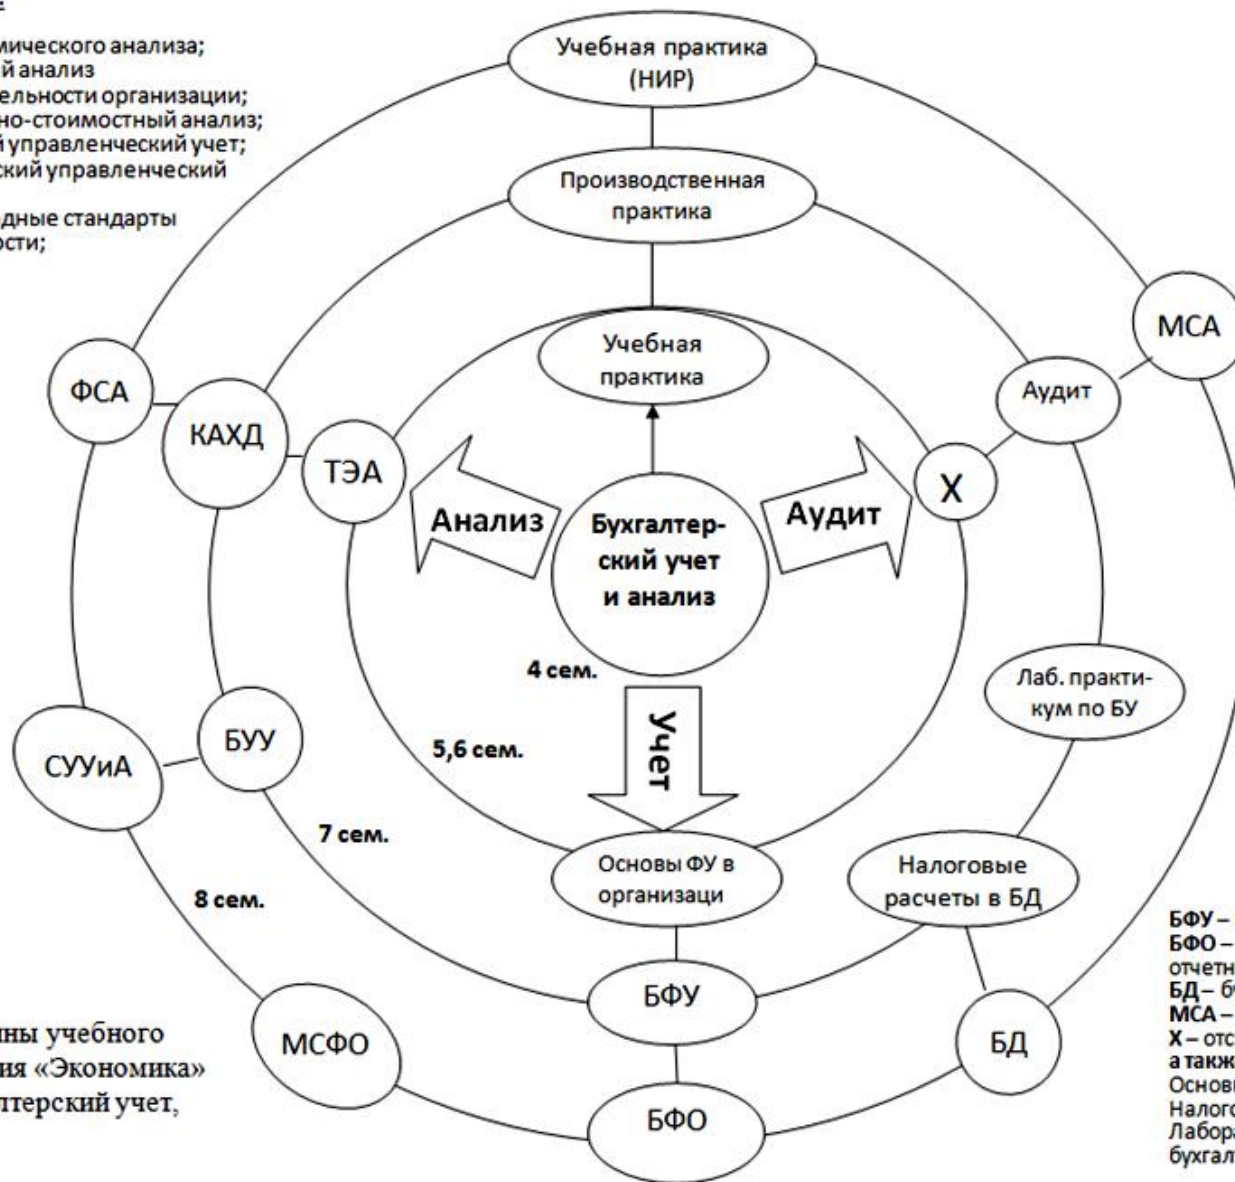 мического анализа;
й анализ
ельности организации;
но-стоимостный анализ;
й управленческий учет;
ский управленческий
дные стандарты
ости;
Учебная практика
(НИР)
Производственная
практика
Учебная
практика
МСА
Аудит
ФСА
КАХД
ТЭА
Х
Анализ
Бухгалтер-
ский учет
и анализ
Аудит
4 сем.
Учет
5,6 сем.
Лаб. практи-
кум по БУ
СУУиА
БУУ
7 сем.
8 сем.
Основы ФУ в
организаци
Налоговые
расчеты в БД
БФУ
МСФО
БФО
БД
ны учебного
ия «Экономика»
лтерский учет,
БФУ –
БФО –
отчетн
БД – б
МСА –
Х – отс
а такж
Основ
Налог
Лабор
бухгал